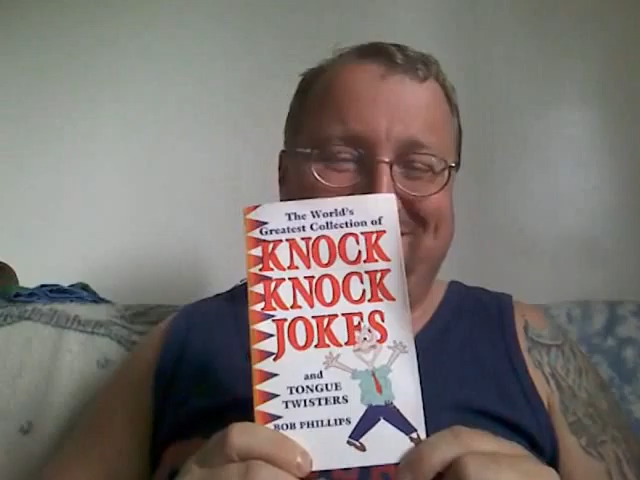 The World's
Greatest Collection of
KNOCK
KNOCK
JOKES
and
TONGUE
TWISTERS
BOB PHILLIPS